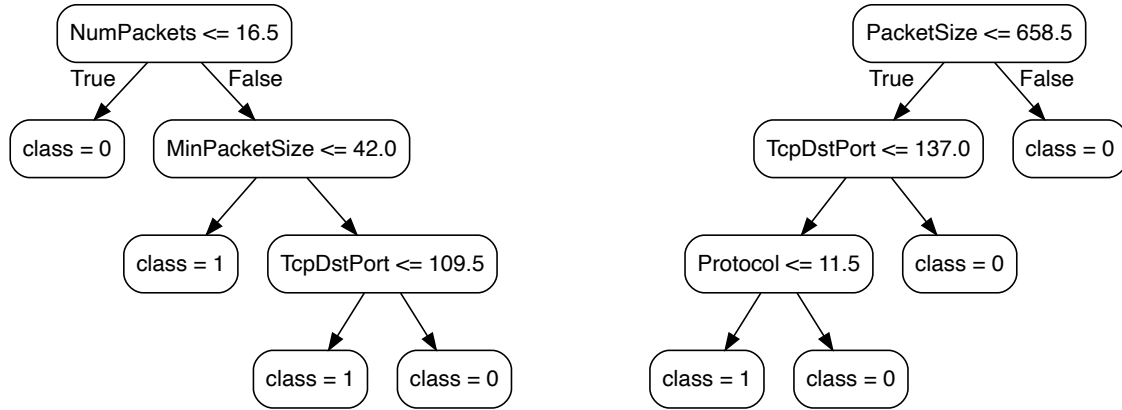 NumPackets <= 16.5
True
False
class = 0
MinPacketSize <= 42.0
class = 1
TcpDstPort <= 109.5
class = 1
class = 0
PacketSize <= 658.5
True
False
TcpDstPort <= 137.0
class = 0
Protocol <= 11.5
class = 0
class = 1
class = 0